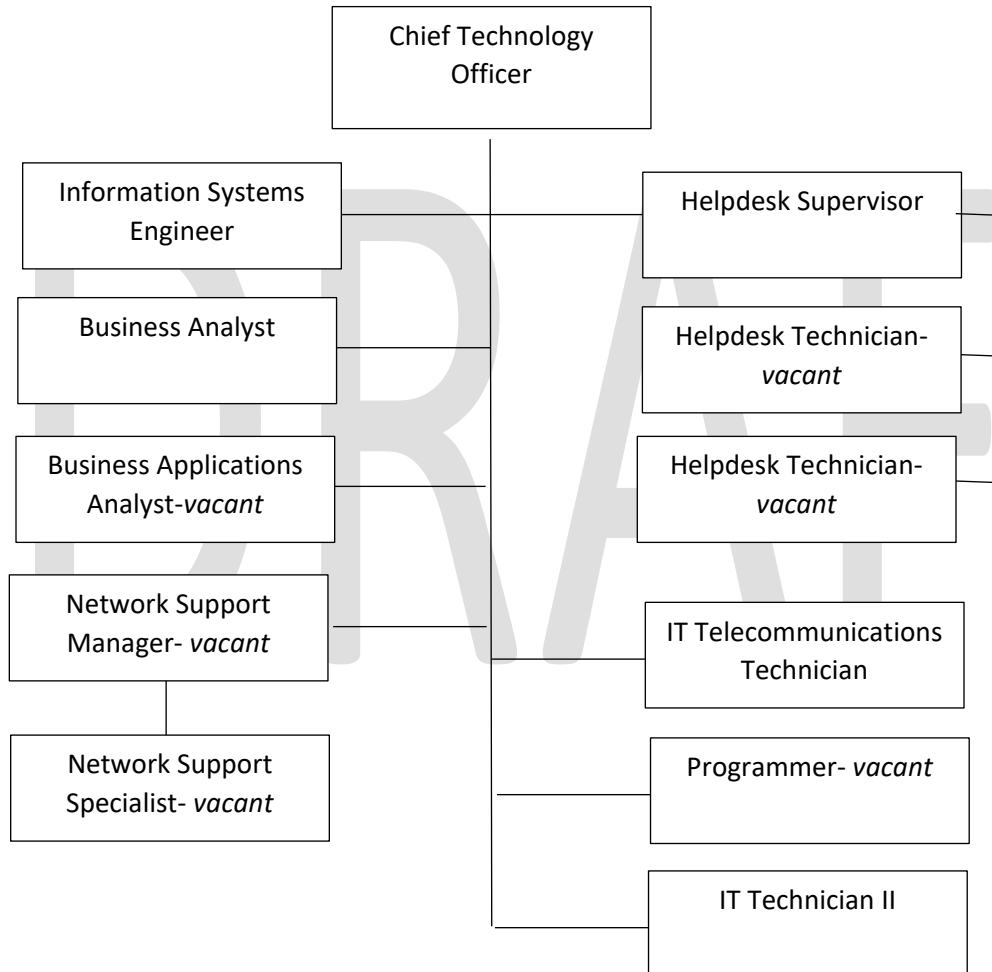 Chief Technology
Officer
Information Systems
Engineer
Helpdesk Supervisor
Business Analyst
Helpdesk Technician-
vacant
Business Applications
Analyst-vacant
Helpdesk Technician-
vacant
Network Support
Manager- vacant
IT Telecommunications
Technician
Network Support
Specialist- vacant
Programmer- vacant
IT Technician II
DRAF